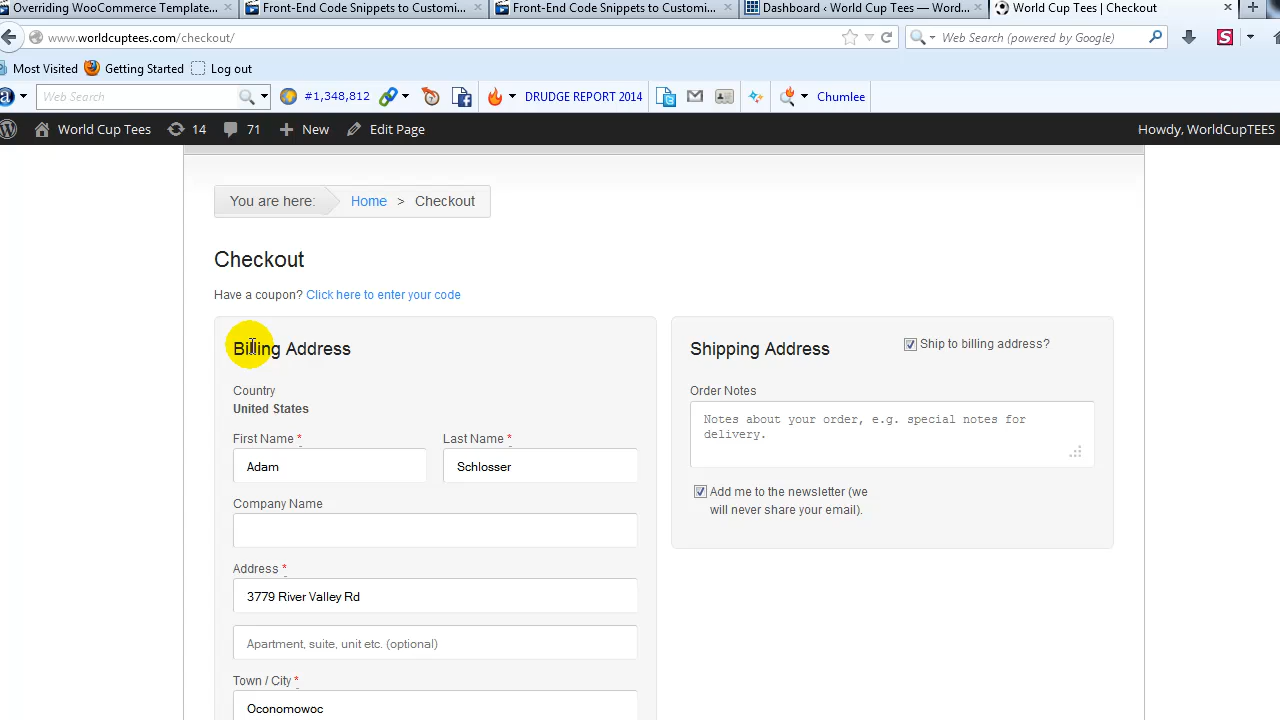 Overriding WooCommerce Template...
Front-End Code Snippets to Customi...
Front-End Code Snippets to Customi...
Dashboard ‹ World Cup Tees — Word...
World Cup Tees | Checkout
www.worldcuptees.com/checkout/
Web Search (powered by Google)
Most Visited
Getting Started
Log out
Web Search
#1,348,812
DRUDGE REPORT 2014
Chumlee
World Cup Tees
14
71
New
Edit Page
Howdy, WorldCupTEES
You are here:
Home > Checkout
Checkout
Have a coupon? Click here to enter your code
Billing Address
Country
United States
First Name *
Last Name *
Adam
Schlosser
Company Name
Address *
3779 River Valley Rd
Apartment, suite, unit etc. (optional)
Town / City *
Oconomowoc
Shipping Address
Ship to billing address?
Order Notes
Notes about your order, e.g. special notes for
delivery.
Add me to the newsletter (we
will never share your email).